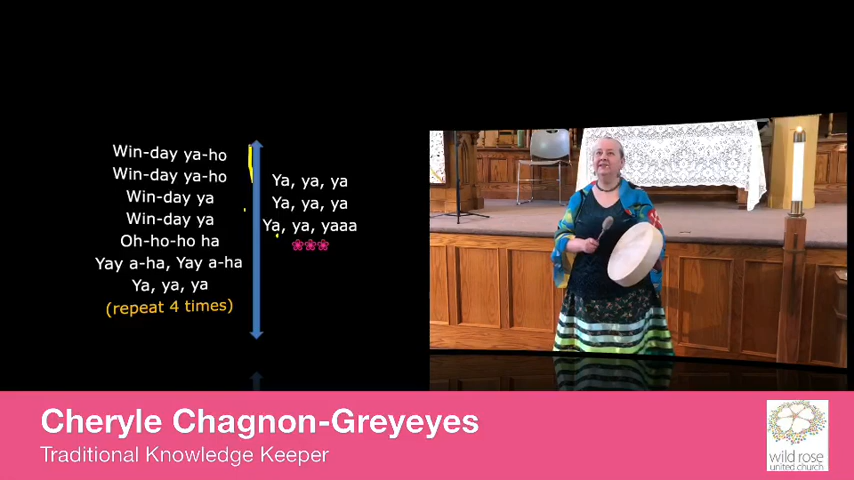 Win-day ya-ho
Win-day ya-ho
Win-day ya
Win-day ya
Oh-ho-ho ha
Yay a-ha, Yay a-ha
Ya, ya, ya
(repeat 4 times)
Ya, ya, ya
Ya, ya, ya
Ya, ya, yaaa
Cheryle Chagnon-Greyeyes
Traditional Knowledge Keeper
wild rose
united church